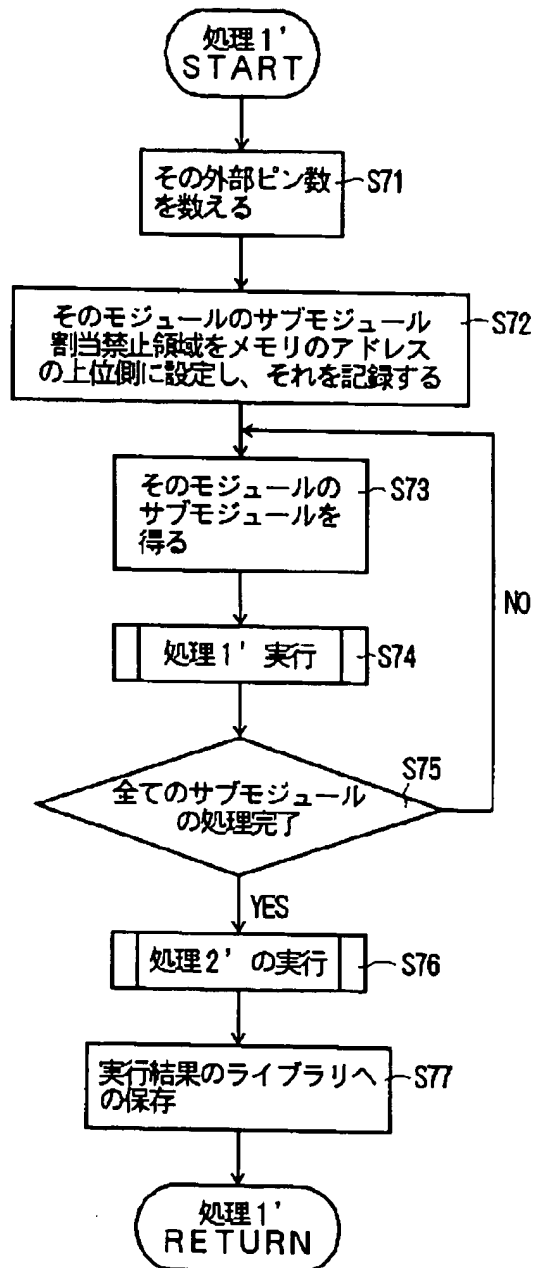 処理1'
START
その外部ピン数
を数える
S71
そのモジュールのサブモジュール
割当禁止領域をメモリのアドレス
の上位側に設定し、それを記録する
S72
そのモジュールの
サブモジュールを
得る
S73
NO
処理1' 実行
S74
全てのサブモジュール
の処理完了
S75
YES
処理2' の実行
S76
実行結果のライブラリへ
の保存
S77
処理1'
RETURN